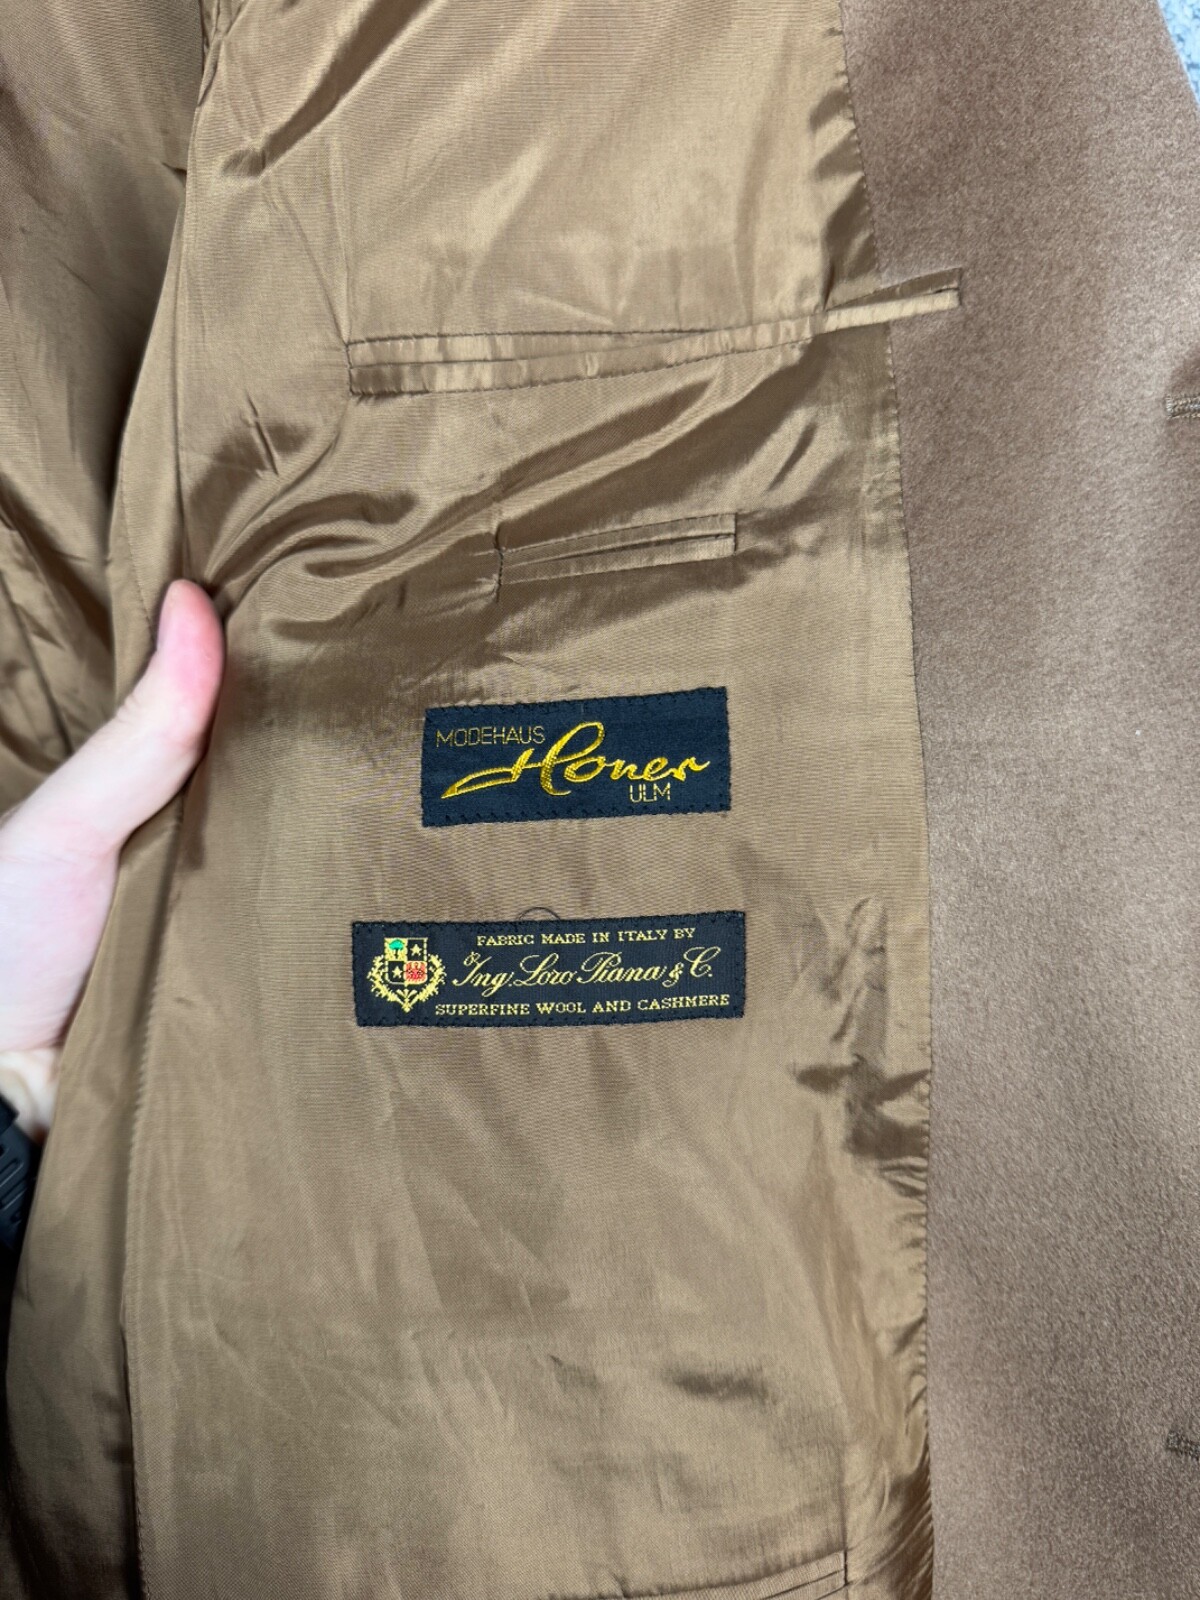 MODEHAUS
Honer
ULM
FABRIC MADE IN ITALY BY
Ing. Loro Piana & C.
SUPERFINE WOOL AND CASHMERE